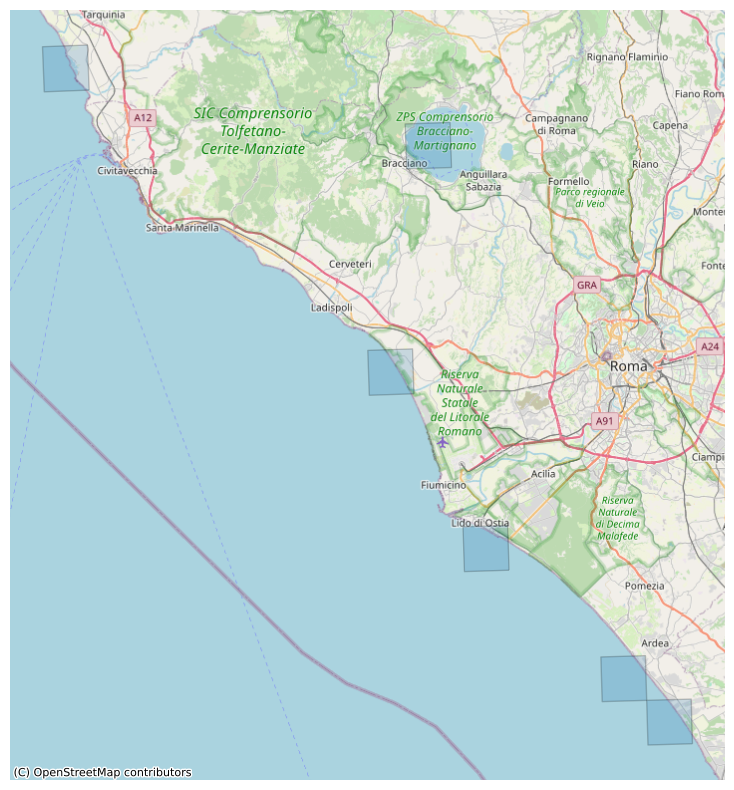 Tarquinia
Rignano Flaminio
Fiano Rom
A12
SIC Comprensorio
Tolfetano-
Cerite-Manziate
ZPS Comprensorio
Bracciano-
Martignano
Campagnano
di Roma
Capena
Civitavecchia
Bracciano
Anguillara
Sabazia
Riano
Formello
Parco regionale
di Veio
Monter
Santa Marinella
Cerveteri
GRA
Fonte
Ladispoli
A24
Roma
Riserva
Naturale
Statale
del Litorale
Romano
A91
Ciampi
Acilia
Fiumicino
Lido di Ostia
Riserva
Naturale
di Decima
Malafede
Pomezia
Ardea
(C) OpenStreetMap contributors